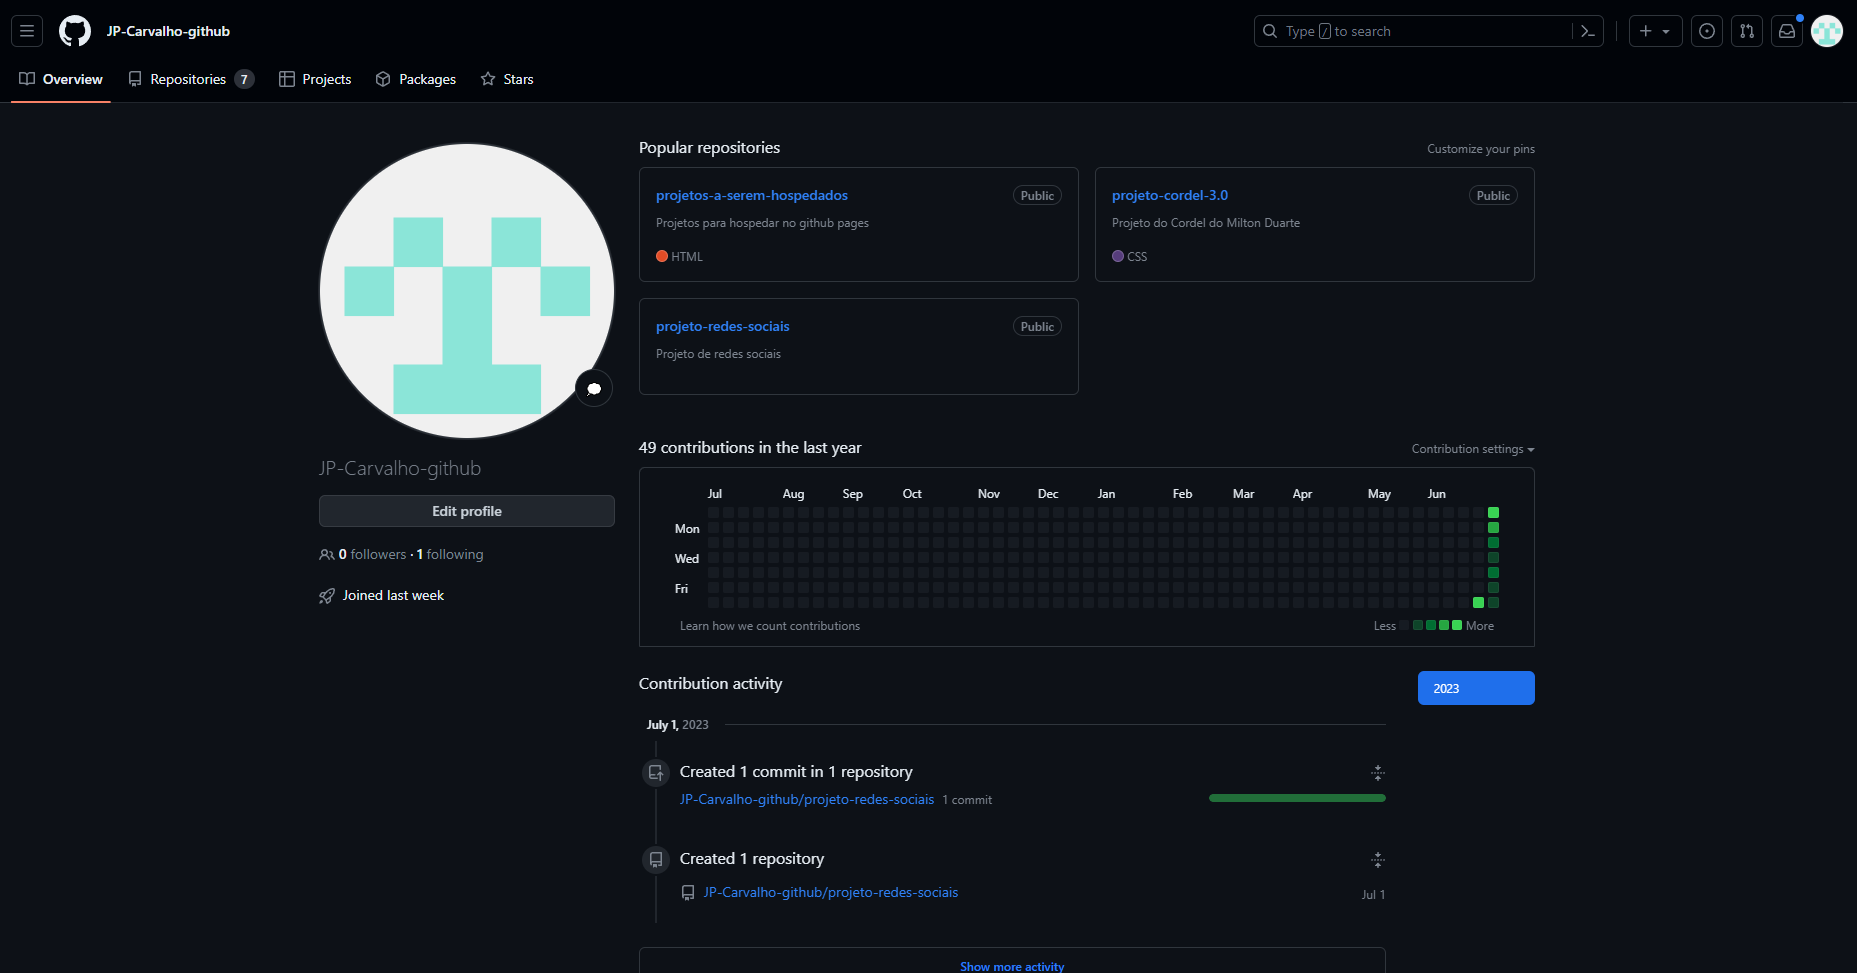 JP-Carvalho-github
Type / to search
Overview
Repositories 7
Projects
Packages
Stars
JP-Carvalho-github
Edit profile
0 followers · 1 following
Joined last week
Popular repositories
Customize your pins
projetos-a-serem-hospedados
Public
Projetos para hospedar no github pages
HTML
projeto-cordel-3.0
Public
Projeto do Cordel do Milton Duarte
CSS
projeto-redes-sociais
Public
Projeto de redes sociais
49 contributions in the last year
Contribution settings
Jul Aug Sep Oct Nov Dec Jan Feb Mar Apr May Jun
Mon
Wed
Fri
Learn how we count contributions
Less More
Contribution activity
2023
July 1, 2023
Created 1 commit in 1 repository
JP-Carvalho-github/projeto-redes-sociais 1 commit
Created 1 repository
JP-Carvalho-github/projeto-redes-sociais
Jul 1
Show more activity